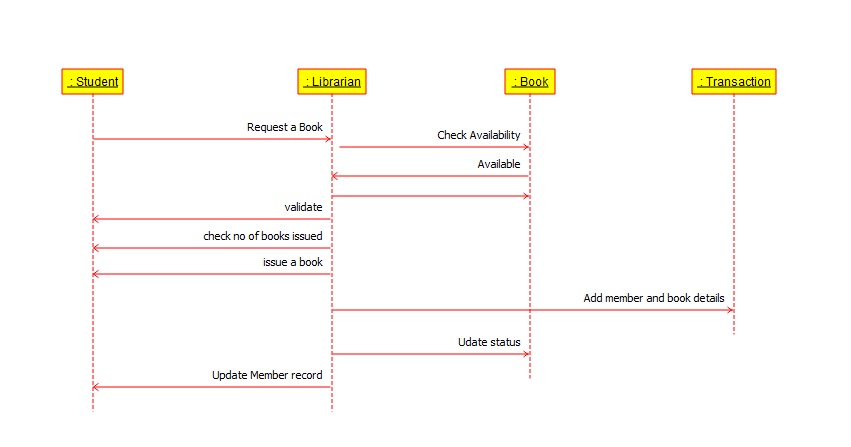 : Student
: Librarian
: Book
: Transaction
Request a Book
Check Availability
Available
validate
check no of books issued
issue a book
Add member and book details
Udate status
Update Member record